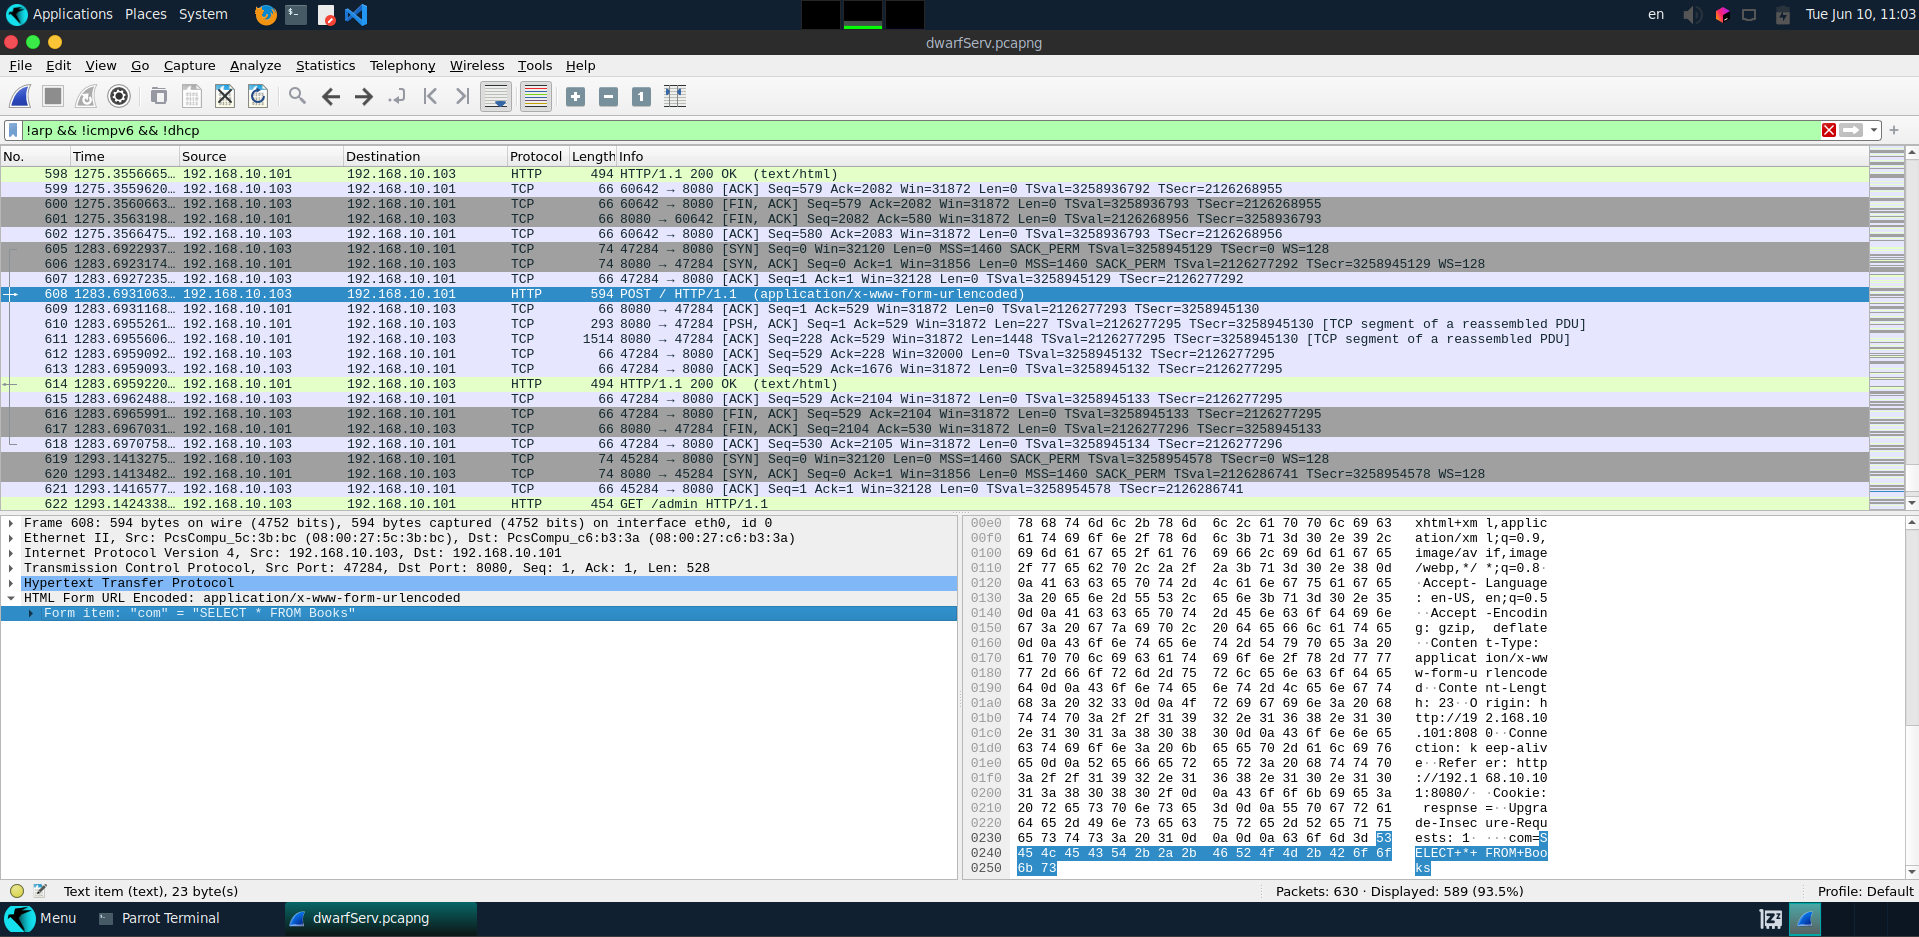 Applications Places System en Tue Jun 10, 11:03
dwarfServ.pcapng
File Edit View Go Capture Analyze Statistics Telephony Wireless Tools Help
!arp && !icmpv6 && !dhcp
No. Time Source Destination Protocol Length Info
598 1275.3556665… 192.168.10.101 192.168.10.103 HTTP 494 HTTP/1.1 200 OK (text/html)
599 1275.3559620… 192.168.10.103 192.168.10.101 TCP 66 60642 → 8080 [ACK] Seq=579 Ack=2082 Win=31872 Len=0 TSval=3258936792 TSecr=2126268955
600 1275.3560663… 192.168.10.103 192.168.10.101 TCP 66 60642 → 8080 [FIN, ACK] Seq=579 Ack=2082 Win=31872 Len=0 TSval=3258936793 TSecr=2126268955
601 1275.3563198… 192.168.10.101 192.168.10.103 TCP 66 8080 → 60642 [FIN, ACK] Seq=2082 Ack=580 Win=31872 Len=0 TSval=2126268956 TSecr=3258936793
602 1275.3566475… 192.168.10.103 192.168.10.101 TCP 66 60642 → 8080 [ACK] Seq=580 Ack=2083 Win=31872 Len=0 TSval=3258936793 TSecr=2126268956
605 1283.6922937… 192.168.10.103 192.168.10.101 TCP 74 47284 → 8080 [SYN] Seq=0 Win=32120 Len=0 MSS=1460 SACK_PERM TSval=3258945129 TSecr=0 WS=128
606 1283.6923174… 192.168.10.101 192.168.10.103 TCP 74 8080 → 47284 [SYN, ACK] Seq=0 Ack=1 Win=31856 Len=0 MSS=1460 SACK_PERM TSval=2126277292 TSecr=3258945129 WS=128
607 1283.6927235… 192.168.10.103 192.168.10.101 TCP 66 47284 → 8080 [ACK] Seq=1 Ack=1 Win=32128 Len=0 TSval=3258945129 TSecr=2126277292
608 1283.6931063… 192.168.10.103 192.168.10.101 HTTP 594 POST / HTTP/1.1 (application/x-www-form-urlencoded)
609 1283.6931168… 192.168.10.101 192.168.10.103 TCP 66 8080 → 47284 [ACK] Seq=1 Ack=529 Win=31872 Len=0 TSval=2126277293 TSecr=3258945130
610 1283.6955261… 192.168.10.101 192.168.10.103 TCP 293 8080 → 47284 [PSH, ACK] Seq=1 Ack=529 Win=31872 Len=227 TSval=2126277295 TSecr=3258945130 [TCP segment of a reassembled PDU]
611 1283.6955606… 192.168.10.101 192.168.10.103 TCP 1514 8080 → 47284 [ACK] Seq=228 Ack=529 Win=31872 Len=1448 TSval=2126277295 TSecr=3258945130 [TCP segment of a reassembled PDU]
612 1283.6959092… 192.168.10.103 192.168.10.101 TCP 66 47284 → 8080 [ACK] Seq=529 Ack=228 Win=32000 Len=0 TSval=3258945132 TSecr=2126277295
613 1283.6959093… 192.168.10.103 192.168.10.101 TCP 66 47284 → 8080 [ACK] Seq=529 Ack=1676 Win=31872 Len=0 TSval=3258945132 TSecr=2126277295
614 1283.6959220… 192.168.10.101 192.168.10.103 HTTP 494 HTTP/1.1 200 OK (text/html)
615 1283.6962488… 192.168.10.103 192.168.10.101 TCP 66 47284 → 8080 [ACK] Seq=529 Ack=2104 Win=31872 Len=0 TSval=3258945133 TSecr=2126277295
616 1283.6965991… 192.168.10.103 192.168.10.101 TCP 66 47284 → 8080 [FIN, ACK] Seq=529 Ack=2104 Win=31872 Len=0 TSval=3258945133 TSecr=2126277295
617 1283.6967031… 192.168.10.101 192.168.10.103 TCP 66 8080 → 47284 [FIN, ACK] Seq=2104 Ack=530 Win=31872 Len=0 TSval=2126277296 TSecr=3258945133
618 1283.6970758… 192.168.10.103 192.168.10.101 TCP 66 47284 → 8080 [ACK] Seq=530 Ack=2105 Win=31872 Len=0 TSval=3258945134 TSecr=2126277296
619 1293.1413275… 192.168.10.103 192.168.10.101 TCP 74 45284 → 8080 [SYN] Seq=0 Win=32120 Len=0 MSS=1460 SACK_PERM TSval=3258954578 TSecr=0 WS=128
620 1293.1413482… 192.168.10.101 192.168.10.103 TCP 74 8080 → 45284 [SYN, ACK] Seq=0 Ack=1 Win=31856 Len=0 MSS=1460 SACK_PERM TSval=2126286741 TSecr=3258954578 WS=128
621 1293.1416577… 192.168.10.103 192.168.10.101 TCP 66 45284 → 8080 [ACK] Seq=1 Ack=1 Win=32128 Len=0 TSval=3258954578 TSecr=2126286741
622 1293.1424338… 192.168.10.103 192.168.10.101 HTTP 454 GET /admin HTTP/1.1
Frame 608: 594 bytes on wire (4752 bits), 594 bytes captured (4752 bits) on interface eth0, id 0
Ethernet II, Src: PcsCompu_5c:3b:bc (08:00:27:5c:3b:bc), Dst: PcsCompu_c6:b3:3a (08:00:27:c6:b3:3a)
Internet Protocol Version 4, Src: 192.168.10.103, Dst: 192.168.10.101
Transmission Control Protocol, Src Port: 47284, Dst Port: 8080, Seq: 1, Ack: 1, Len: 528
Hypertext Transfer Protocol
HTML Form URL Encoded: application/x-www-form-urlencoded
Form item: "com" = "SELECT * FROM Books"
00e0 78 68 74 6d 6c 2b 78 6d 6c 2c 61 70 70 6c 69 63 xhtml+xm l,applic
00f0 61 74 69 6f 6e 2f 78 6d 6c 3b 71 3d 30 2e 39 2c ation/xm l;q=0.9,
0100 69 6d 61 67 65 2f 61 76 69 66 2c 69 6d 61 67 65 image/av if,image
0110 2f 77 65 62 70 2c 2a 2f 2a 3b 71 3d 30 2e 38 0d /webp,*/ *;q=0.8·
0120 0a 41 63 63 65 70 74 2d 4c 61 6e 67 75 61 67 65 ·Accept- Language
0130 3a 20 65 6e 2d 55 53 2c 65 6e 3b 71 3d 30 2e 35 : en-US, en;q=0.5
0140 0d 0a 41 63 63 65 70 74 2d 45 6e 63 6f 64 69 6e ··Accept -Encodin
0150 67 3a 20 67 7a 69 70 2c 20 64 65 66 6c 61 74 65 g: gzip, deflate
0160 0d 0a 43 6f 6e 74 65 6e 74 2d 54 79 70 65 3a 20 ··Conten t-Type:
0170 61 70 70 6c 69 63 61 74 69 6f 6e 2f 78 2d 77 77 applicat ion/x-ww
0180 77 2d 66 6f 72 6d 2d 75 72 6c 65 6e 63 6f 64 65 w-form-u rlencode
0190 64 0d 0a 43 6f 6e 74 65 6e 74 2d 4c 65 6e 67 74 d··Conte nt-Lengt
01a0 68 3a 20 32 33 0d 0a 4f 72 69 67 69 6e 3a 20 68 h: 23··O rigin: h
01b0 74 74 70 3a 2f 2f 31 39 32 2e 31 36 38 2e 31 30 ttp://19 2.168.10
01c0 2e 31 30 31 3a 38 30 38 30 0d 0a 43 6f 6e 6e 65 .101:808 0··Conne
01d0 63 74 69 6f 6e 3a 20 6b 65 65 70 2d 61 6c 69 76 ction: k eep-aliv
01e0 65 0d 0a 52 65 66 65 72 65 72 3a 20 68 74 74 70 e··Refer er: http
01f0 3a 2f 2f 31 39 32 2e 31 36 38 2e 31 30 2e 31 30 ://192.1 68.10.10
0200 31 3a 38 30 38 30 2f 0d 0a 43 6f 6f 6b 69 65 3a 1:8080/· ·Cookie:
0210 20 72 65 73 70 6e 73 65 3d 0d 0a 55 70 67 72 61 respnse =··Upgra
0220 64 65 2d 49 6e 73 65 63 75 72 65 2d 52 65 71 75 de-Insec ure-Requ
0230 65 73 74 73 3a 20 31 0d 0a 0d 0a 63 6f 6d 3d 53 ests: 1· ···com=S
0240 45 4c 45 43 54 2b 2a 2b 46 52 4f 4d 2b 42 6f 6f ELECT+*+ FROM+Boo
0250 6b 73 ks
Text item (text), 23 byte(s) Packets: 630 · Displayed: 589 (93.5%) Profile: Default
Menu Parrot Terminal dwarfServ.pcapng